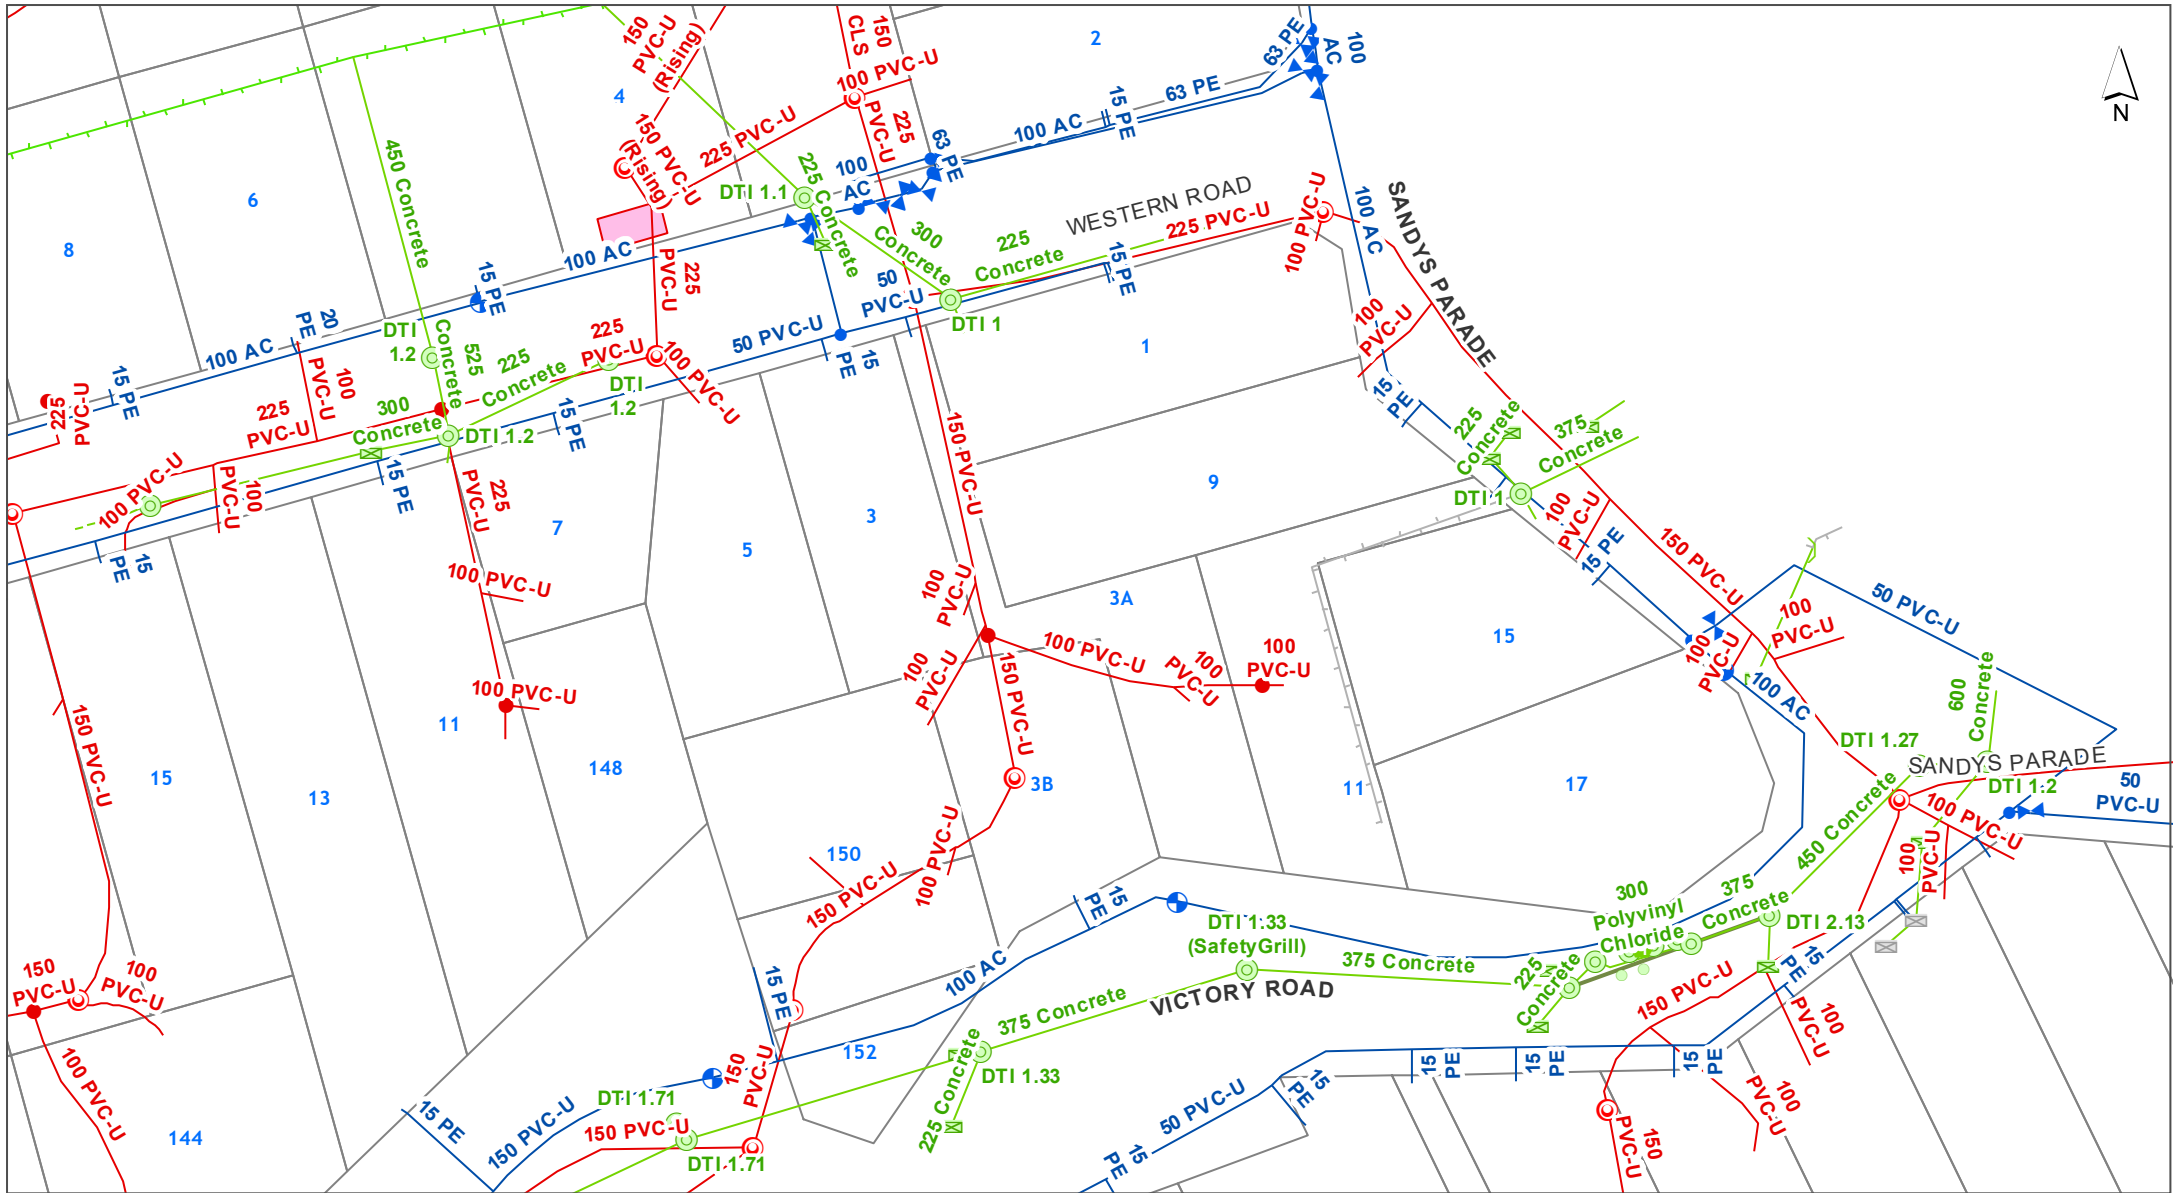 150
PVC-U
(Rising)
CLS
150
2
63 PE
100
AC
100 PVC-U
4
63 PE
15 PE
N
150 PVC-U
(Rising)
225 PVC-U
225
PVC-U
63 PE
100 AC
450 Concrete
225 Concrete
DTI 1.1
100
AC
6
8
WESTERN ROAD
225 PVC-U
100 PVC-U
100 AC
SANDYS PARADE
300
Concrete
225
Concrete
15 PE
100 AC
15 PE
225
PVC-U
50
PVC-U
20
PE
DTI
1.2
525
Concrete
225
Concrete
225
PVC-U
50 PVC-U
DTI 1
100
PVC-U
1
100 AC
15 PE
15
PE
100 PVC-U
DTI
1.2
100
PVC-U
225
PVC-U
225
PVC-U
300
Concrete
DTI 1.2
15 PE
15
PE
225
Concrete
375
Concrete
150 PVC-U
100 PVC-U
100
PVC-U
15 PE
225
PVC-U
DTI 1
9
3
7
5
100
PVC-U
15 PE
150 PVC-U
15
PE
100 PVC-U
100
PVC-U
3A
50 PVC-U
100
PVC-U
15
100
PVC-U
100 PVC-U
100
PVC-U
100
PVC-U
100
PVC-U
150 PVC-U
100 PVC-U
100 AC
600
Concrete
11
150 PVC-U
15
13
148
3B
11
17
DTI 1.27
SANDYS PARADE
DTI 1.2
50
PVC-U
100 PVC-U
450 Concrete
150
150 PVC-U
100 PVC-U
100
PVC-U
15
PE
300
Polyvinyl
Chloride
375
Concrete
DTI 2.13
DTI 1.33
(SafetyGrill)
375 Concrete
225
Concrete
15
PE
150
PVC-U
100
PVC-U
15 PE
100 AC
VICTORY ROAD
375 Concrete
150 PVC-U
100
PVC-U
100 PVC-U
152
150
PVC-U
225 Concrete
DTI 1.33
15
PE
15
PE
15
PE
15
PE
DTI 1.71
15 PE
150 PVC-U
150 PVC-U
DTI 1.71
50 PVC-U
100
PVC-U
144
15
PE
150
PVC-U